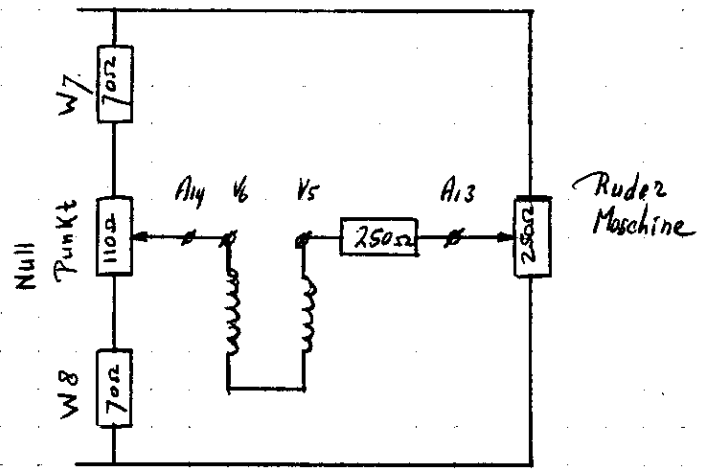 W7
70Ω
A14 V6 V5 A13
Ruder
Maschine
Null
Punkt
110Ω
250Ω
250Ω
W8
70Ω